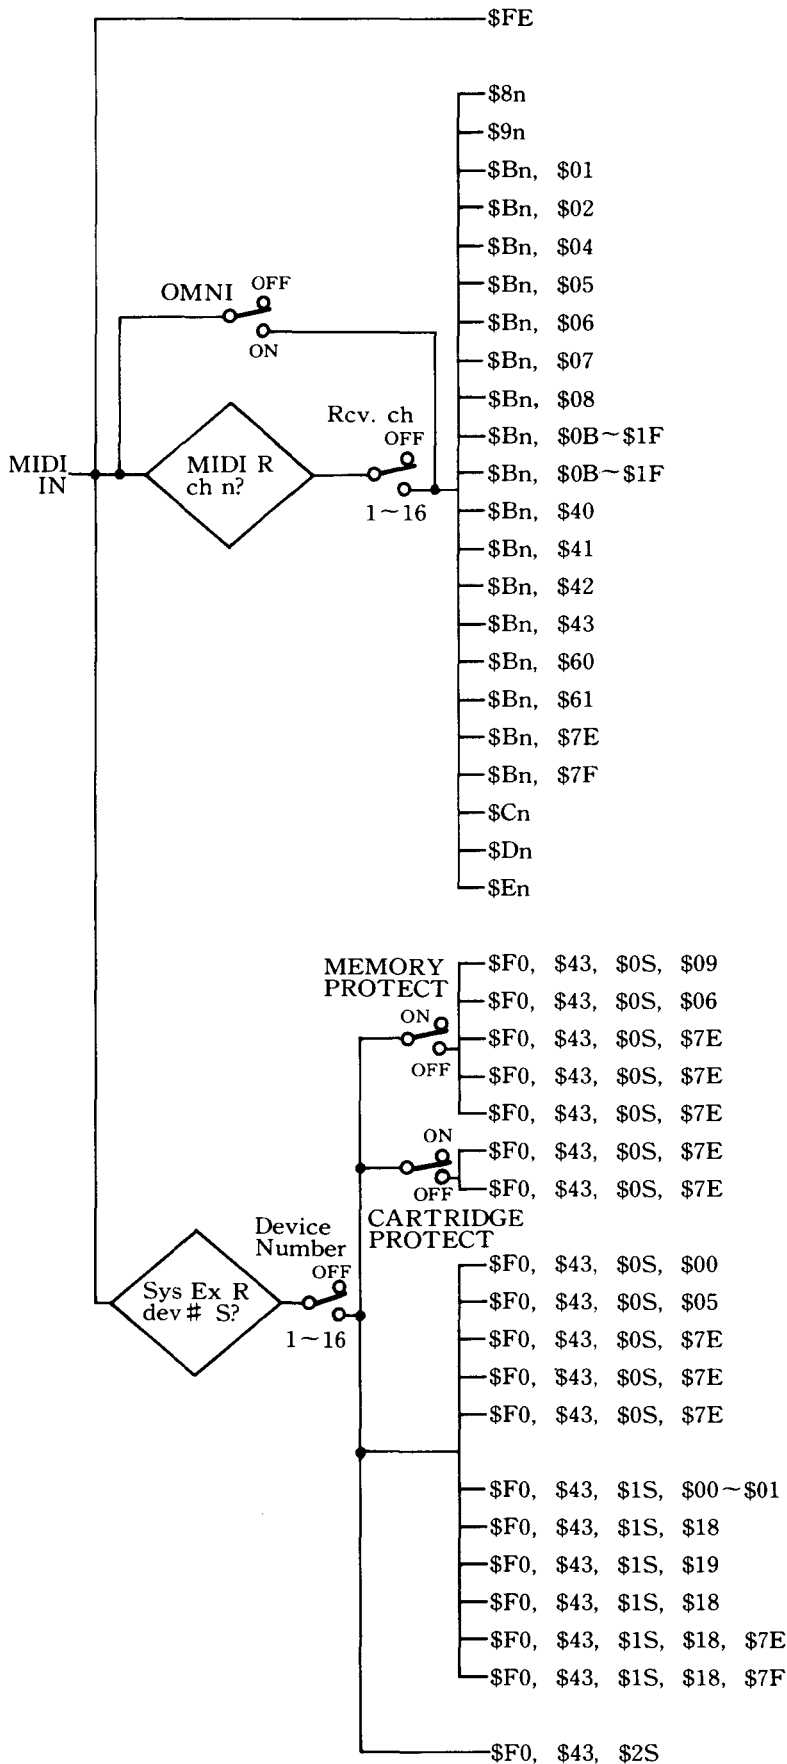 $FE
$8n
$9n
$Bn, $01
$Bn, $02
$Bn, $04
$Bn, $05
$Bn, $06
$Bn, $07
$Bn, $08
$Bn, $0B~$1F
$Bn, $0B~$1F
$Bn, $40
$Bn, $41
$Bn, $42
$Bn, $43
$Bn, $60
$Bn, $61
$Bn, $7E
$Bn, $7F
$Cn
$Dn
$En
OMNI
OFF
ON
Rcv. ch
OFF
1~16
MIDI
IN
MIDI R
ch n?
MEMORY
PROTECT
ON
OFF
$F0, $43, $0S, $09
$F0, $43, $0S, $06
$F0, $43, $0S, $7E
$F0, $43, $0S, $7E
$F0, $43, $0S, $7E
ON
OFF
CARTRIDGE
PROTECT
$F0, $43, $0S, $7E
$F0, $43, $0S, $7E
Device
Number
OFF
1~16
Sys Ex R
dev# S?
$F0, $43, $0S, $00
$F0, $43, $0S, $05
$F0, $43, $0S, $7E
$F0, $43, $0S, $7E
$F0, $43, $0S, $7E
$F0, $43, $1S, $00~$01
$F0, $43, $1S, $18
$F0, $43, $1S, $19
$F0, $43, $1S, $18
$F0, $43, $1S, $18, $7E
$F0, $43, $1S, $18, $7F
$F0, $43, $2S